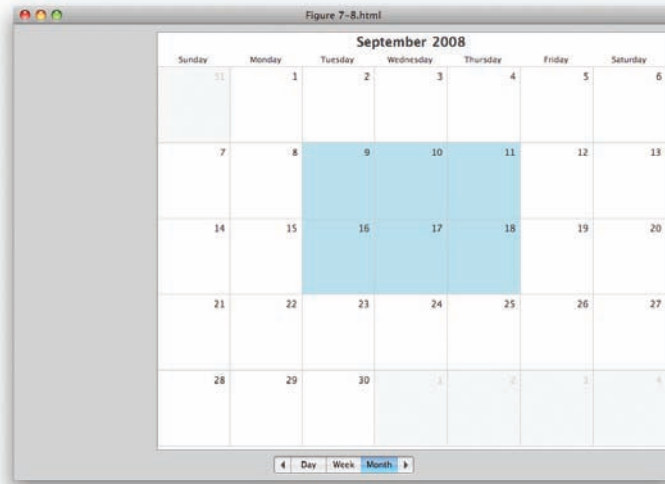 Figure 7-8.html
September 2008
Sunday Monday Tuesday Wednesday Thursday Friday Saturday
31 1 2 3 4 5 6
7 8 9 10 11 12 13
14 15 16 17 18 19 20
21 22 23 24 25 26 27
28 29 30 1 2 3 4
Day Week Month